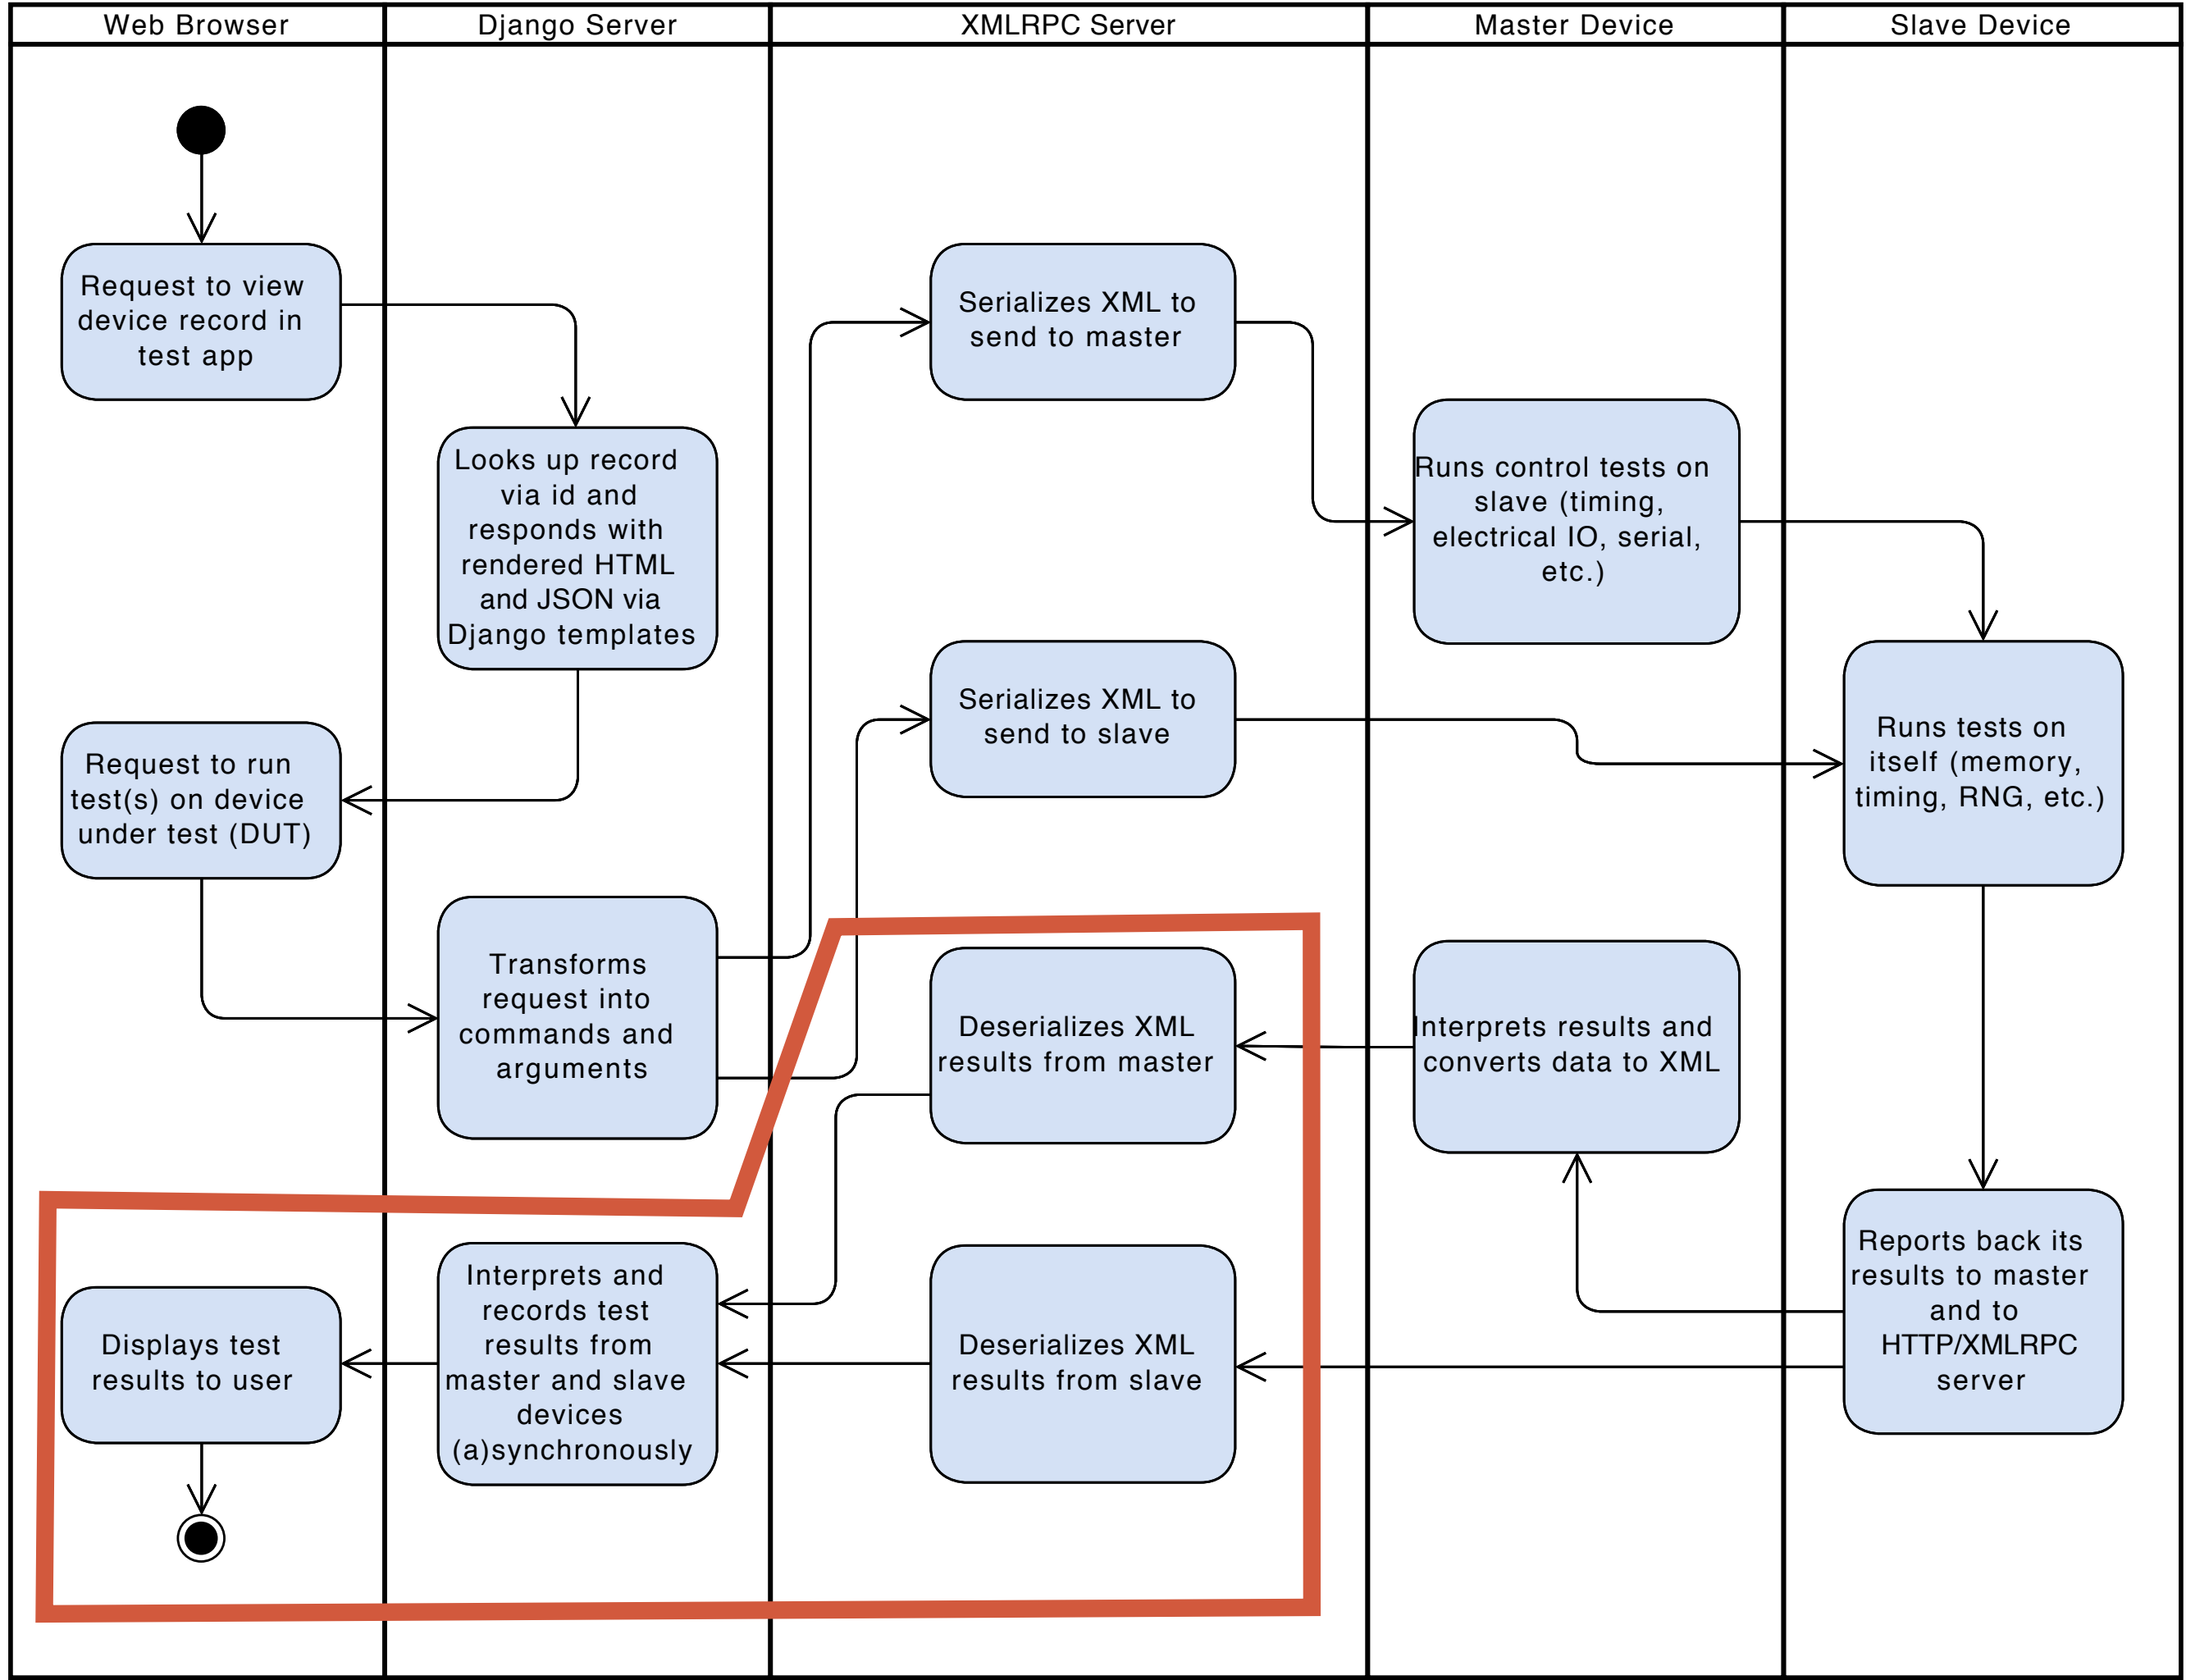 Web Browser
Django Server
XMLRPC Server
Master Device
Slave Device
Request to view
device record in
test app
Looks up record
via id and
responds with
rendered HTML
and JSON via
Django templates
Request to run
test(s) on device
under test (DUT)
Transforms
request into
commands and
arguments
Serializes XML to
send to master
Serializes XML to
send to slave
Runs control tests on
slave (timing,
electrical IO, serial,
etc.)
Runs tests on
itself (memory,
timing, RNG, etc.)
Reports back its
results to master
and to
HTTP/XMLRPC
server
Interprets results and
converts data to XML
Deserializes XML
results from master
Deserializes XML
results from slave
Interprets and
records test
results from
master and slave
devices
(a)synchronously
Displays test
results to user